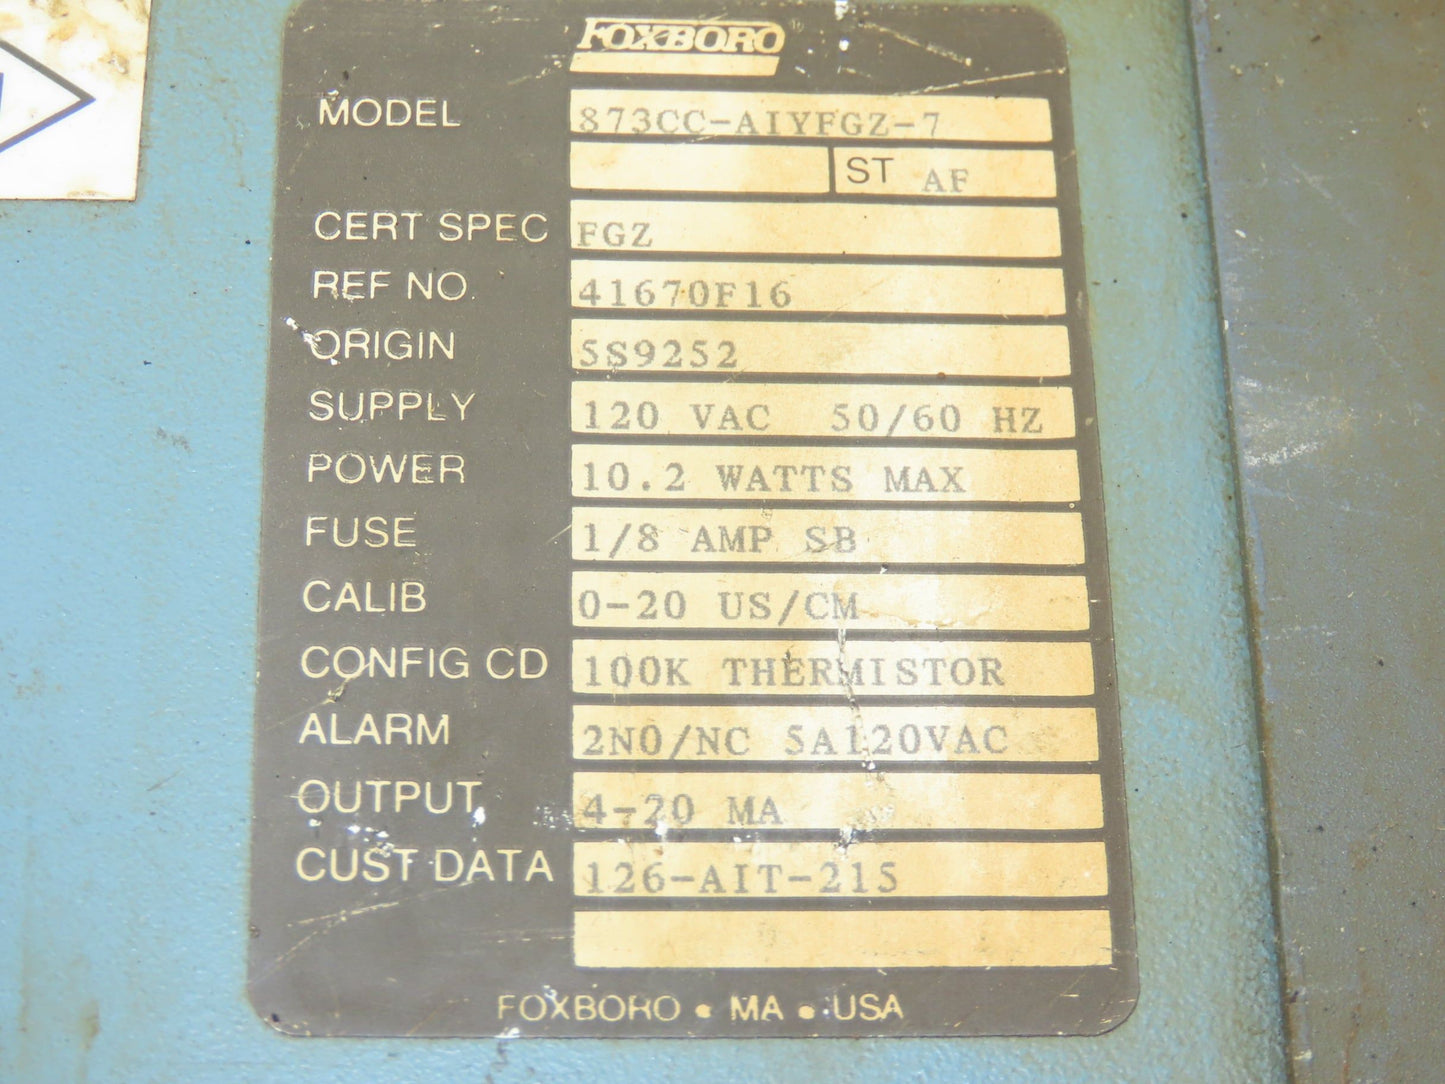 FOXBORO®
MODEL 873CC-AIYFGZ-7
ST AF
CERT SPEC FGZ
REF NO. 41670F16
ORIGIN 5S9252
SUPPLY 120 VAC 50/60 HZ
POWER 10.2 WATTS MAX
FUSE 1/8 AMP SB
CALIB 0-20 US/CM
CONFIG CD 100K THERMISTOR
ALARM 2NO/NC 5A120VAC
OUTPUT 4-20 MA
CUST DATA 126-AIT-215
FOXBORO • MA • USA